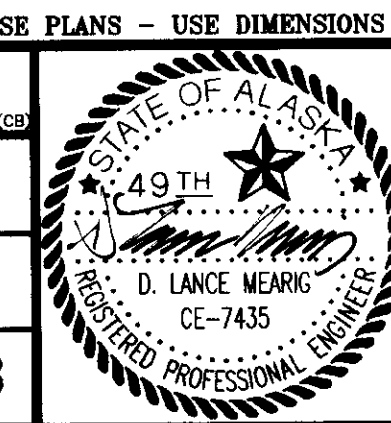 SE PLANS – USE DIMENSIONS
(CB)
STATE OF ALASKA
49TH
D. LANCE MEARIG
CE-7435
REGISTERED PROFESSIONAL ENGINEER